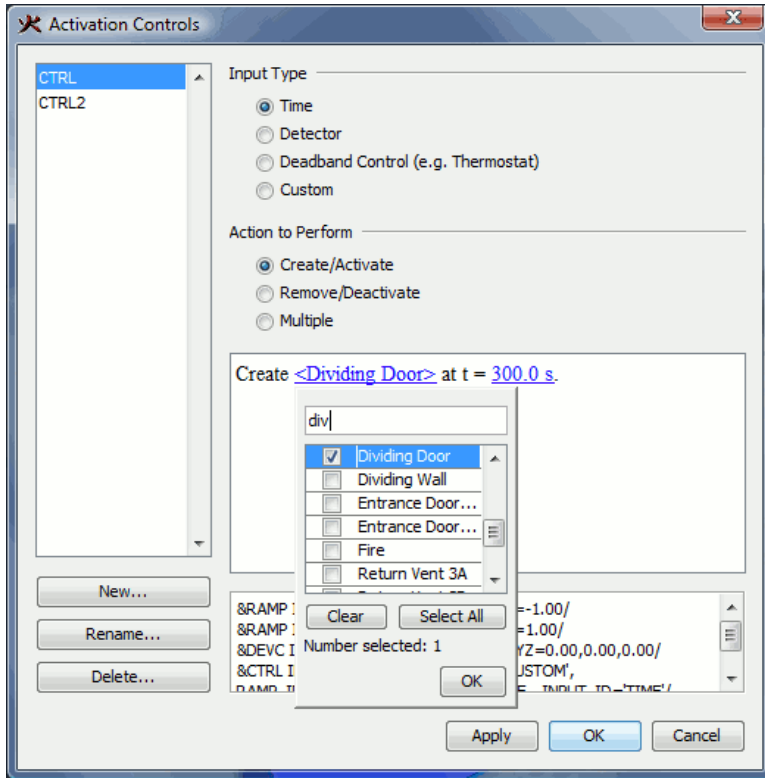 Activation Controls
CTRL
CTRL2
Input Type
Time
Detector
Deadband Control (e.g. Thermostat)
Custom
Action to Perform
Create/Activate
Remove/Deactivate
Multiple
Create <Dividing Door> at t = 300.0 s.
div
Dividing Door
Dividing Wall
Entrance Door...
Entrance Door...
Fire
Return Vent 3A
Clear
Select All
Number selected: 1
OK
New...
Rename...
Delete...
&RAMP =-1.00/
&RAMP =1.00/
&DEVC YZ=0.00,0.00,0.00/
&CTRL USTOM',
INPUT_ID='TIME'/
Apply
OK
Cancel